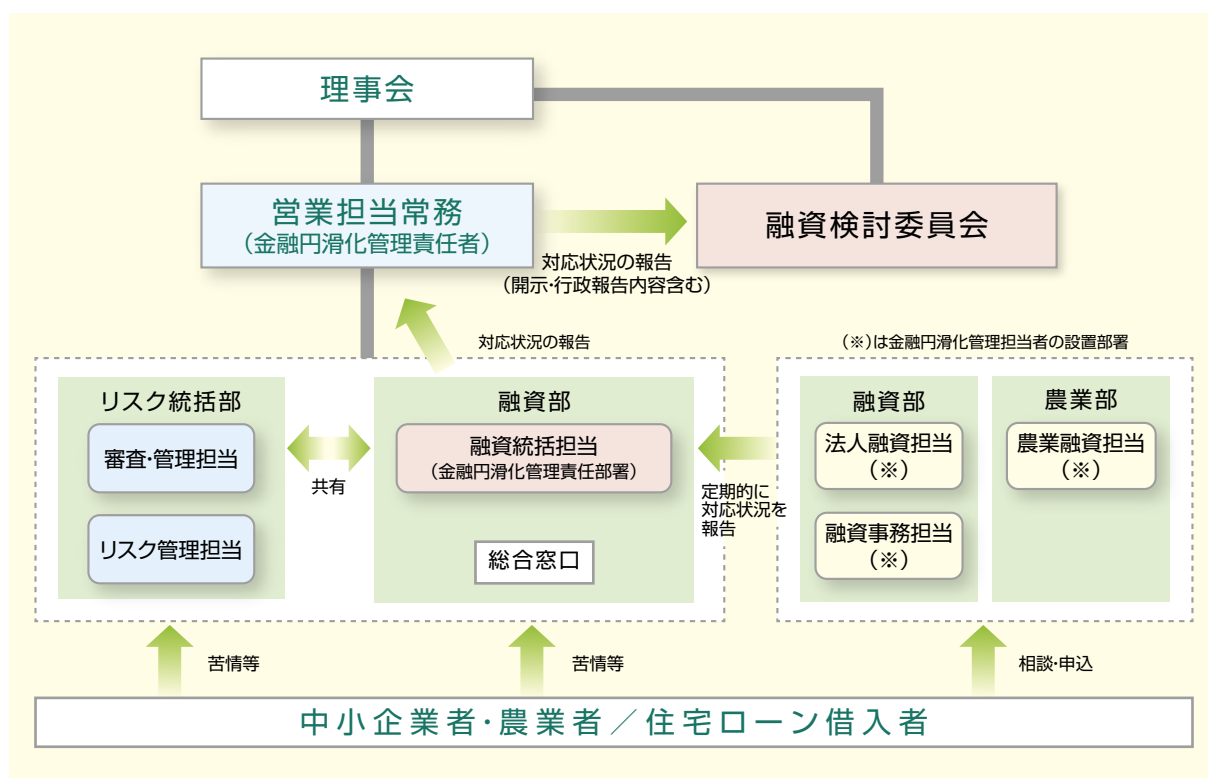 理事会
営業担当常務
（金融円滑化管理責任者）
融資検討委員会
対応状況の報告
（開示・行政報告内容含む）
対応状況の報告
（※）は金融円滑化管理担当者の設置部署
リスク統括部
審査・管理担当
リスク管理担当
共有
融資部
融資統括担当
（金融円滑化管理責任部署）
総合窓口
定期的に
対応状況を
報告
融資部
法人融資担当
（※）
融資事務担当
（※）
農業部
農業融資担当
（※）
苦情等
苦情等
相談・申込
中小企業者・農業者／住宅ローン借入者